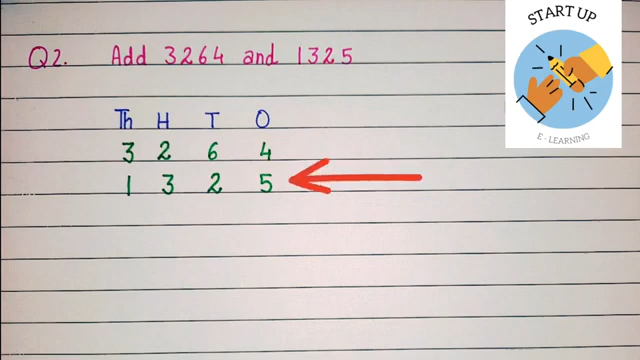 START UP
E - LEARNING
Q2. Add 3264 and 1325
Th H T O
3 2 6 4
1 3 2 5